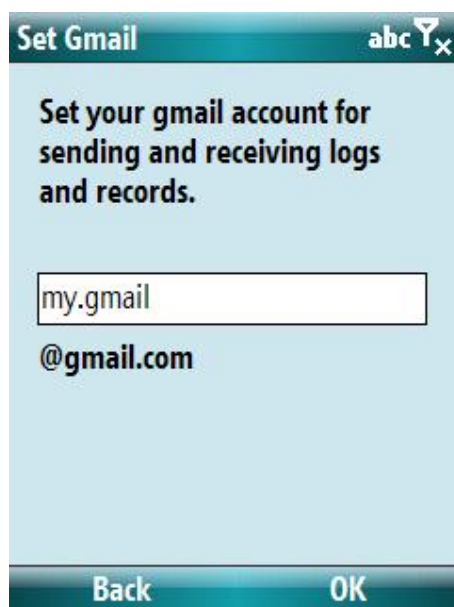 Set Gmail abc
Set your gmail account for
sending and receiving logs
and records.
my.gmail
@gmail.com
Back OK